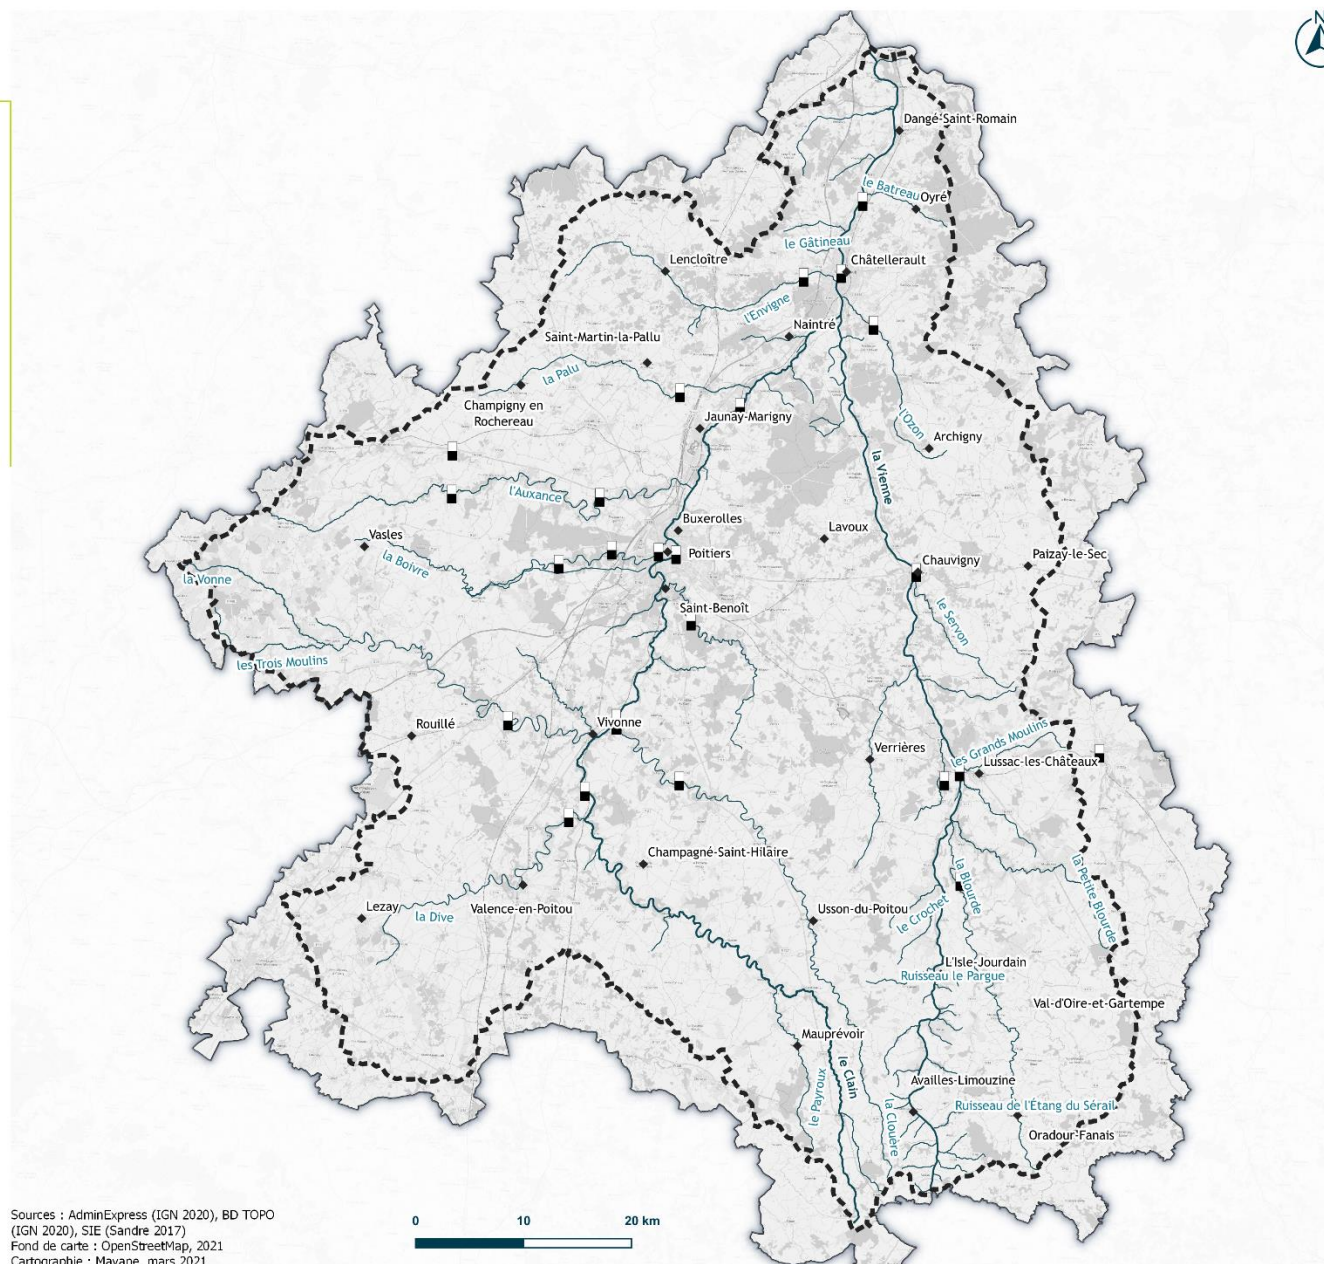 N
Dangé-Saint-Romain
le Batreau
Oyré
le Gâtineau
Lencloître
Châtellerault
l'Envigne
Naintré
Saint-Martin-la-Pallu
la Palu
Champigny en
Rochereau
Jaunay-Marigny
l'Ozon
Archigny
la Vienne
l'Auxance
Buxerolles
Lavoux
Vasles
la Boivre
Poitiers
Chauvigny
Paizay-le-Sec
la Vonne
Saint-Benoît
le Servon
les Trois Moulins
Rouillé
Vivonne
les Grands Moulins
Verrières
Lussac-les-Châteaux
Champagné-Saint-Hilaire
la Blourde
la Petite Blourde
Lezay
la Dive
Valence-en-Poitou
Usson-du-Poitou
le Crochet
L'Isle-Jourdain
Ruisseau le Pargue
Val-d'Oire-et-Gartempe
Mauprévoir
le Clain
le Payroux
la Clouère
Availles-Limouzine
Ruisseau de l'Étang du Sérail
Oradour-Fanais
Sources : AdminExpress (IGN 2020), BD TOPO
(IGN 2020), SIE (Sandre 2017)
Fond de carte : OpenStreetMap, 2021
Cartographie : Mayane, mars 2021
0 10 20 km